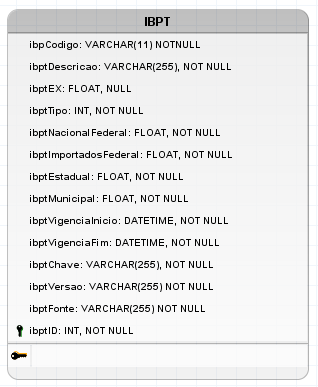 IBPT
ibpCodigo: VARCHAR(11) NOTNULL
ibptDescricao: VARCHAR(255), NOT NULL
ibptEX: FLOAT, NULL
ibptTipo: INT, NOT NULL
ibptNacionalFederal: FLOAT, NOT NULL
ibptImportadosFederal: FLOAT, NOT NULL
ibptEstadual: FLOAT, NOT NULL
ibptMunicipal: FLOAT, NOT NULL
ibptVigenciaInicio: DATETIME, NOT NULL
ibptVigenciaFim: DATETIME, NOT NULL
ibptChave: VARCHAR(255), NOT NULL
ibptVersao: VARCHAR(255) NOT NULL
ibptFonte: VARCHAR(255) NOT NULL
ibptID: INT, NOT NULL